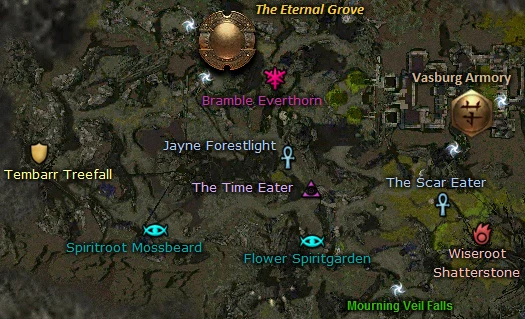 The Eternal Grove
Vasburg Armory
Bramble Everthorn
Jayne Forestlight
Tembarr Treefall
The Time Eater
The Scar Eater
Spiritroot Mossbeard
Flower Spiritgarden
Wiseroot
Shatterstone
Mourning Veil Falls